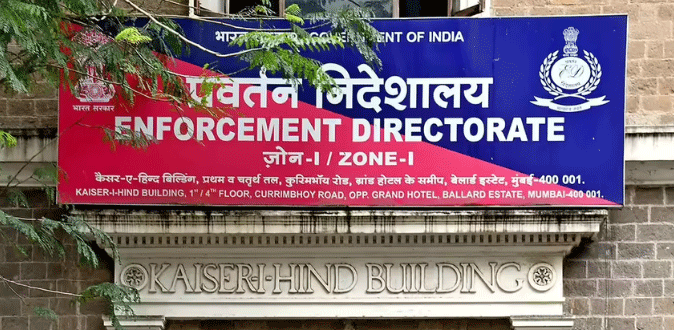 भारत सरकार GOVERNMENT OF INDIA
प्रवर्तन निदेशालय
भारत सरकार
ENFORCEMENT DIRECTORATE
ज़ोन-I / ZONE-I
कैसर-ए-हिन्द बिल्डिंग, प्रथम व चतुर्थ तल, कुरिमभॉय रोड, ग्रांड होटल के समीप, बेलार्ड इस्टेट, मुंबई-400 001.
KAISER-I-HIND BUILDING, 1ST / 4TH FLOOR, CURRIMBHOY ROAD, OPP. GRAND HOTEL, BALLARD ESTATE, MUMBAI-400 001.
KAISER-I-HIND BUILDING